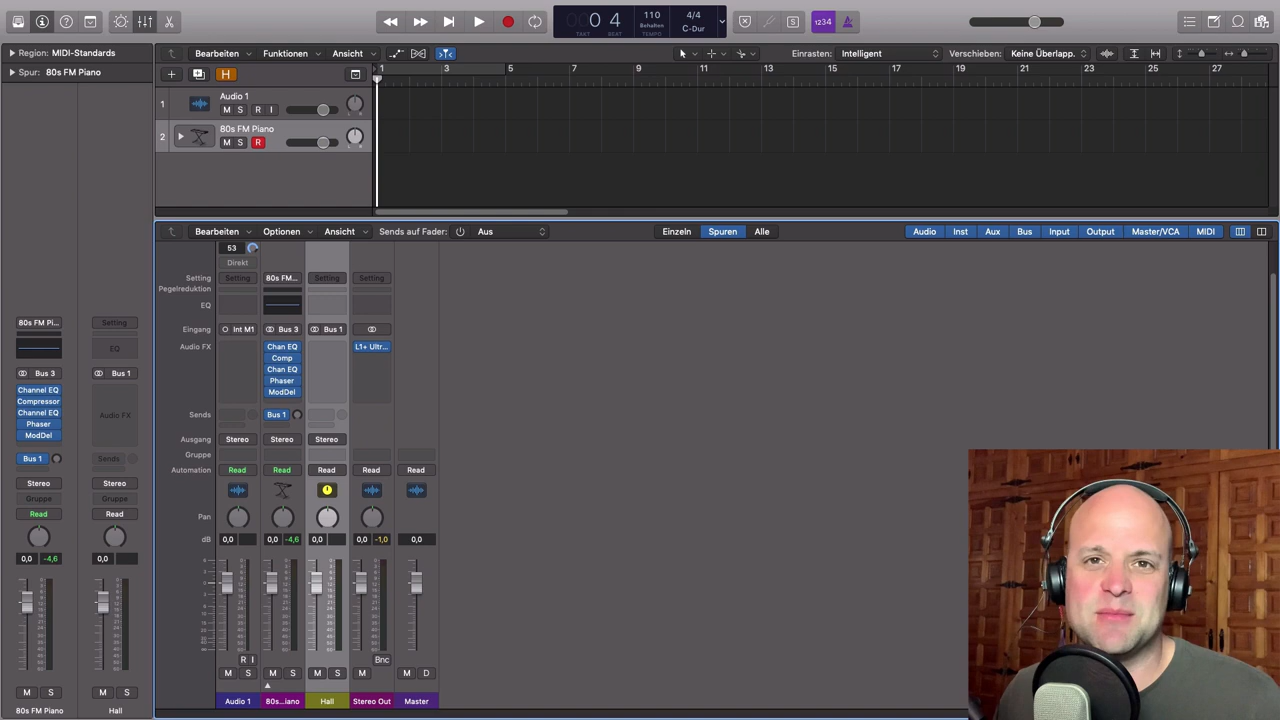 0 4
TAKT BEAT
110
Behalten
TEMPO
4/4
C-Dur
S
1234
Region: MIDI-Standards
Bearbeiten
Funktionen
Ansicht
Einrasten: Intelligent
Verschieben: Keine Überlapp.
Spur: 80s FM Piano
H
1 3 5 7 9 11 13 15 17 19 21 23 25 27
1
Audio 1
M S R I
L R
2
80s FM Piano
M S R
L R
Bearbeiten
Optionen
Ansicht
Sends auf Fader:
Aus
Einzeln
Spuren
Alle
Audio
Inst
Aux
Bus
Input
Output
Master/VCA
MIDI
53
Direkt
Setting
Setting
80s FM...
Setting
Setting
Pegelreduktion
EQ
Eingang
Int M1
Bus 3
Bus 1
Audio FX
Chan EQ
L1+ Ultr...
Comp
Chan EQ
Phaser
ModDel
Sends
Bus 1
Ausgang
Stereo
Stereo
Stereo
Gruppe
Automation
Read
Read
Read
Read
Read
Pan
dB
0,0
0,0 -4,6
0,0
0,0 -1,0
0,0
R I
Bnc
M S
M S
M S
M
M D
Audio 1
80s...iano
Hall
Stereo Out
Master
80s FM Pi...
Setting
EQ
Bus 3
Bus 1
Channel EQ
Compressor
Channel EQ
Audio FX
Phaser
ModDel
Bus 1
Sends
Stereo
Stereo
Gruppe
Gruppe
Read
Read
0,0 -4,6
0,0
M S
M S
80s FM Piano
Hall